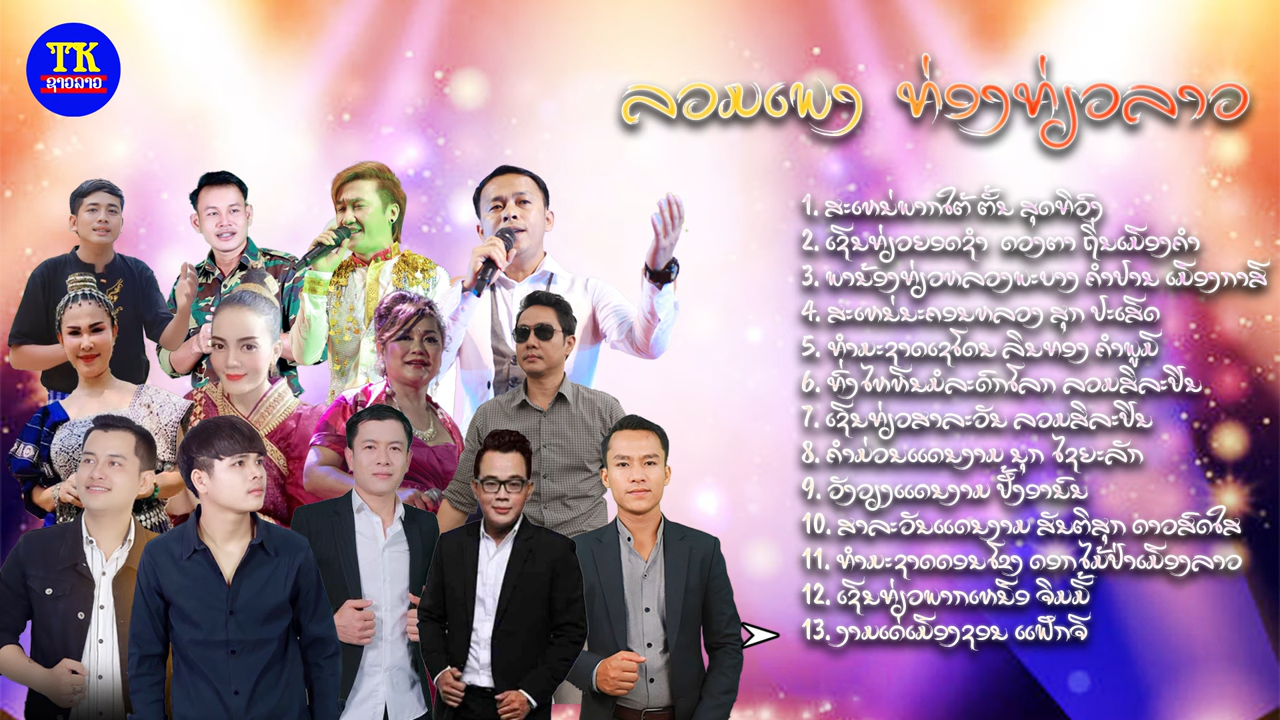 TK
ຊາວລາວ
ລວມເພງ ທ່ອງທ່ຽວລາວ
1. ສະເໜ່ພາກໃຕ້ ຕັ້ນ ສຸດທິວົງ
2. ເຊີນທ່ຽວຍອດຊຳ ດວງຕາ ຖິ່ນເມືອງຄຳ
3. ພານ້ອງທ່ຽວຫລວງພະບາງ ຄຳປານ ເມືອງກາສີ
4. ສະເໜ່ນະຄອນຫລວງ ສຸກ ປະເສີດ
5. ທຳມະຊາດເຊໂດນ ລິນທອງ ຄຳພູມີ
6. ທົ່ງໄຫຫີນມໍລະດົກໂລກ ລວມສິລະປິນ
7. ເຊີນທ່ຽວສາລະວັນ ລວມສິລະປິນ
8. ຄຳມ່ວນແດນງາມ ນຸກ ໄຊຍະລັກ
9. ວັງວຽງແດນງາມ ປຶ້ງອານົນ
10. ສາລະວັນແດນງາມ ສັນຕິສຸກ ດາວສົດໃສ
11. ທຳມະຊາດດອນໂຂງ ດອກໄມ້ປ່າເມືອງລາວ
12. ເຊີນທ່ຽວພາກເໜືອ ຈິມມີ້
13. ງາມເດ່ເມືອງຊອນ ແຟັກຈີ